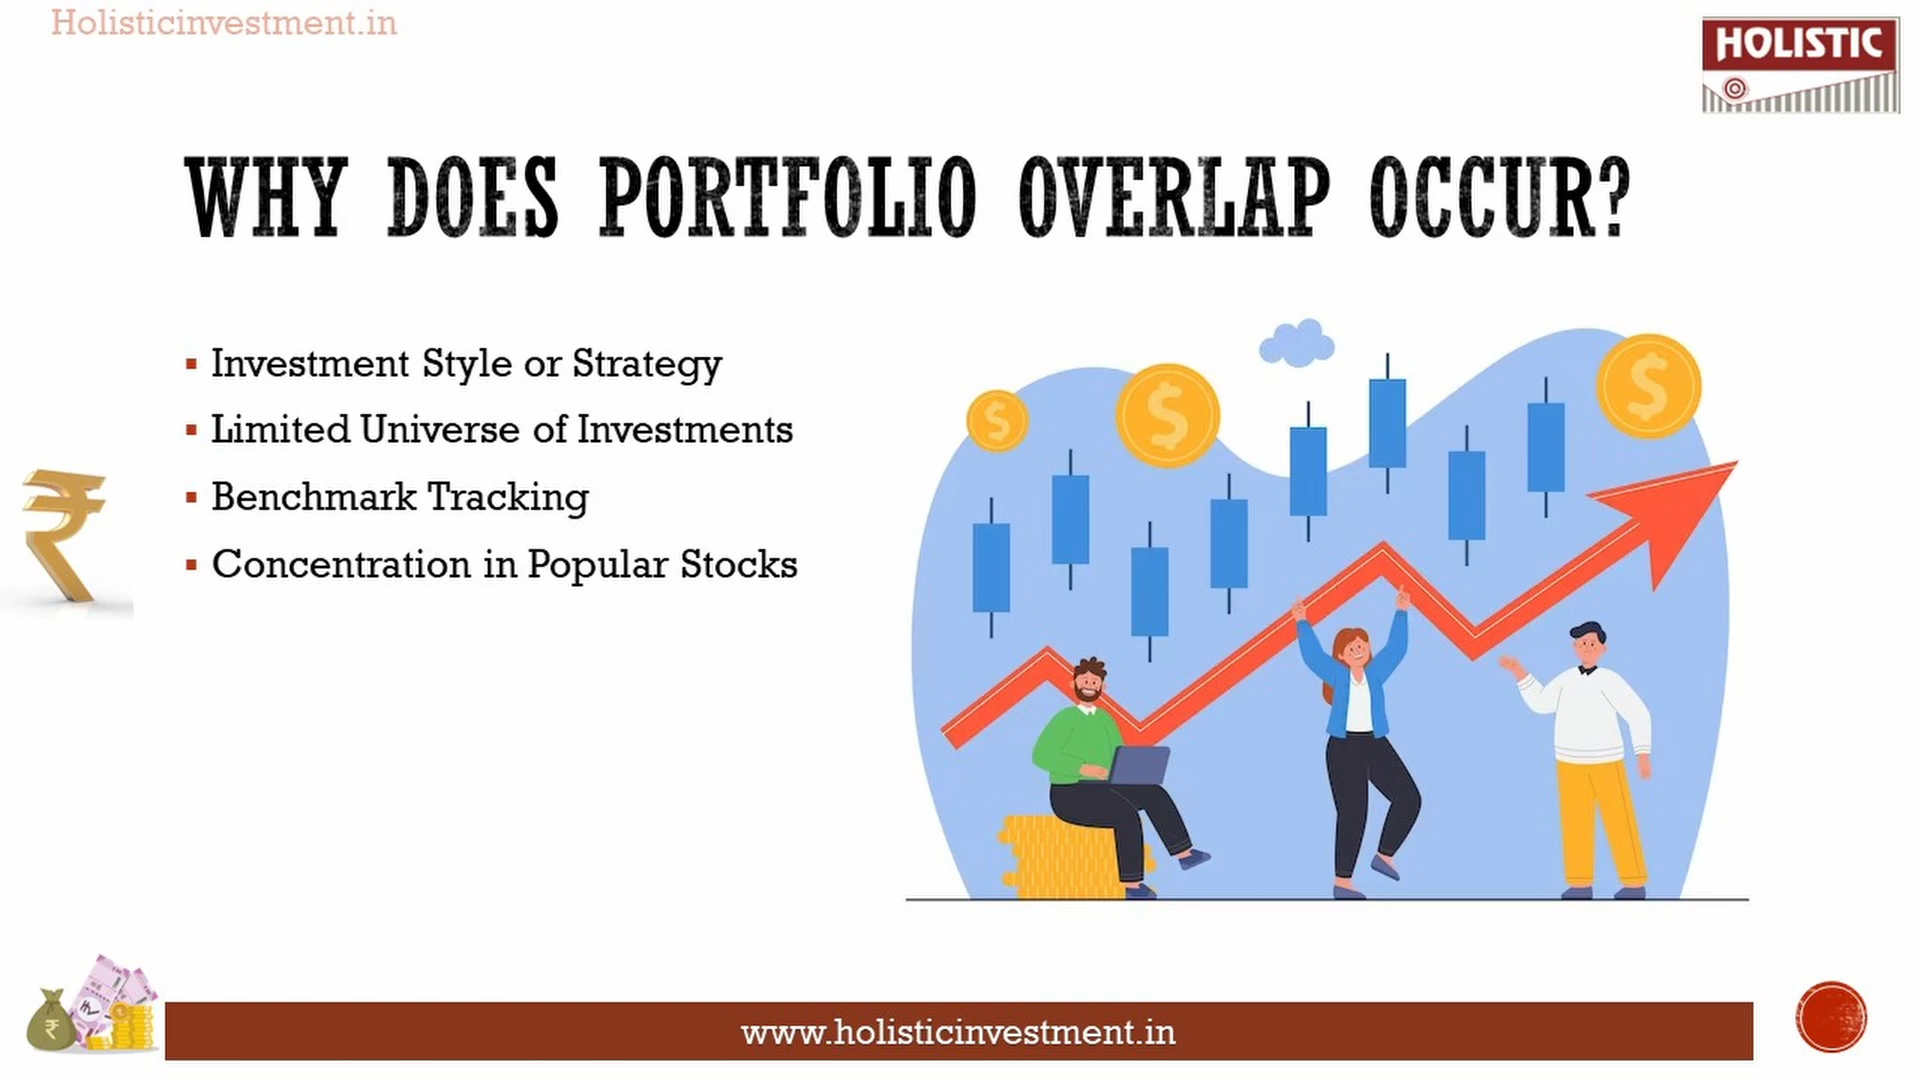 Holisticinvestment.in
HOLISTIC
WHY DOES PORTFOLIO OVERLAP OCCUR?
Investment Style or Strategy
Limited Universe of Investments
Benchmark Tracking
Concentration in Popular Stocks
www.holisticinvestment.in